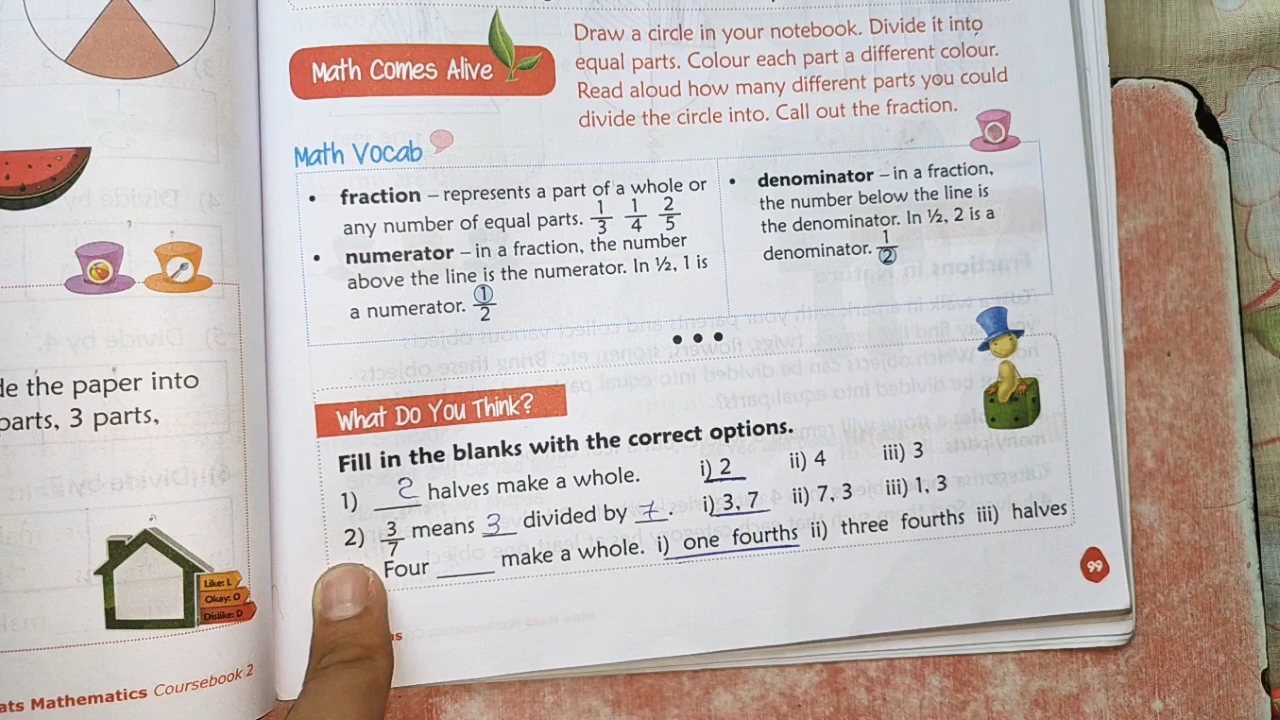 Draw a circle in your notebook. Divide it into
equal parts. Colour each part a different colour.
Read aloud how many different parts you could
divide the circle into. Call out the fraction.
Math Comes Alive
Math Vocab
• fraction – represents a part of a whole or
any number of equal parts. 1/3 1/4 2/5
• numerator – in a fraction, the number
above the line is the numerator. In ½, 1 is
a numerator. 1/2
• denominator – in a fraction,
the number below the line is
the denominator. In ½, 2 is a
denominator. 1/2
What Do You Think?
Fill in the blanks with the correct options.
1) 2 halves make a whole. i) 2 ii) 4 iii) 3
2) 3/7 means 3 divided by 7. i) 3, 7 ii) 7, 3 iii) 1, 3
Four _____ make a whole. i) one fourths ii) three fourths iii) halves
99
de the paper into
parts, 3 parts,
Like: L
Okay: O
Dislike: D
ats Mathematics Coursebook 2